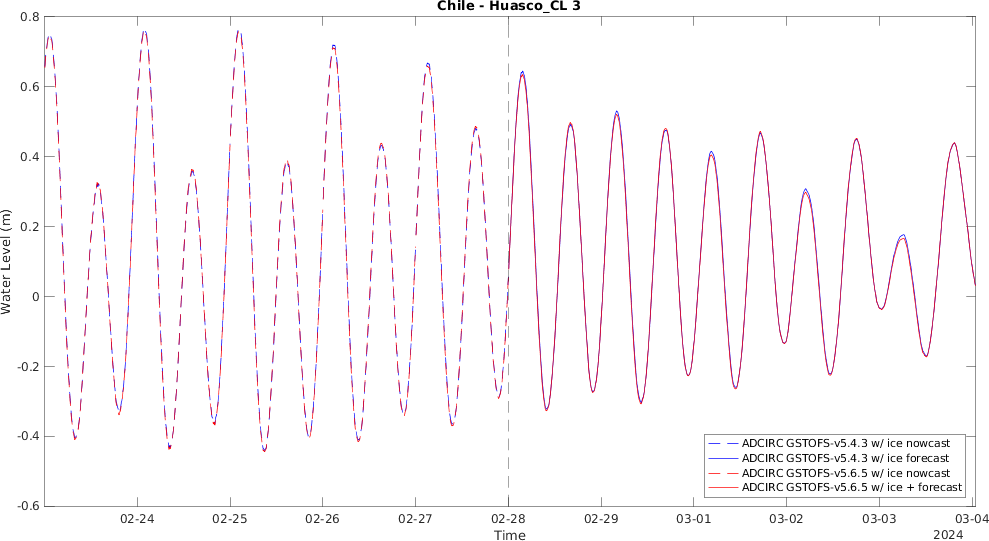 Chile - Huasco_CL 3
Water Level (m)
0.8
0.6
0.4
0.2
0
-0.2
-0.4
-0.6
ADCIRC GSTOFS-v5.4.3 w/ ice nowcast
ADCIRC GSTOFS-v5.4.3 w/ ice forecast
ADCIRC GSTOFS-v5.6.5 w/ ice nowcast
ADCIRC GSTOFS-v5.6.5 w/ ice + forecast
02-24 02-25 02-26 02-27 02-28 02-29 03-01 03-02 03-03 03-04
Time
2024